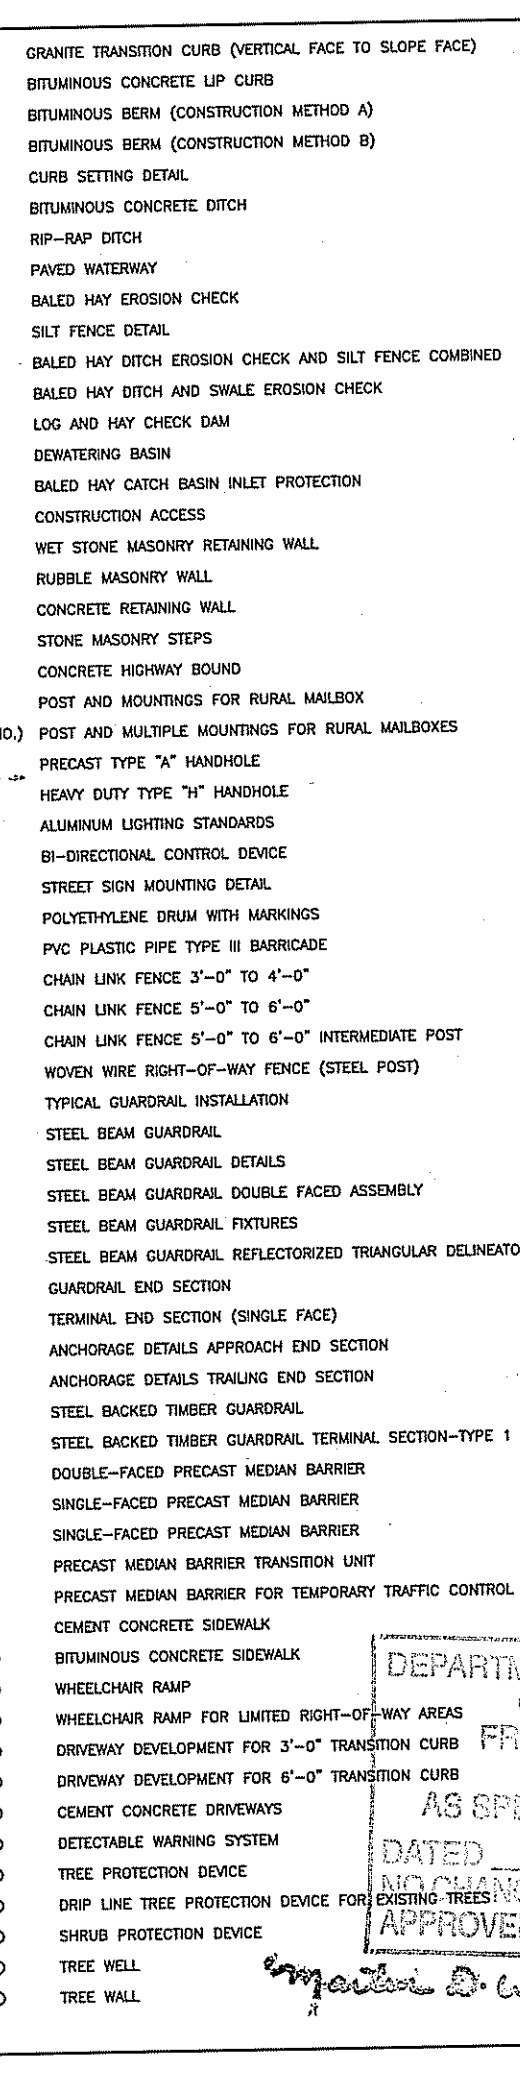 GRANITE TRANSITION CURB (VERTICAL FACE TO SLOPE FACE)
BITUMINOUS CONCRETE LIP CURB
BITUMINOUS BERM (CONSTRUCTION METHOD A)
BITUMINOUS BERM (CONSTRUCTION METHOD B)
CURB SETTING DETAIL
BITUMINOUS CONCRETE DITCH
RIP-RAP DITCH
PAVED WATERWAY
BALED HAY EROSION CHECK
SILT FENCE DETAIL
BALED HAY DITCH EROSION CHECK AND SILT FENCE COMBINED
BALED HAY DITCH AND SWALE EROSION CHECK
LOG AND HAY CHECK DAM
DEWATERING BASIN
BALED HAY CATCH BASIN INLET PROTECTION
CONSTRUCTION ACCESS
WET STONE MASONRY RETAINING WALL
RUBBLE MASONRY WALL
CONCRETE RETAINING WALL
STONE MASONRY STEPS
CONCRETE HIGHWAY BOUND
POST AND MOUNTINGS FOR RURAL MAILBOX
IO.) POST AND MULTIPLE MOUNTINGS FOR RURAL MAILBOXES
PRECAST TYPE "A" HANDHOLE
HEAVY DUTY TYPE "H" HANDHOLE
ALUMINUM LIGHTING STANDARDS
BI-DIRECTIONAL CONTROL DEVICE
STREET SIGN MOUNTING DETAIL
POLYETHYLENE DRUM WITH MARKINGS
PVC PLASTIC PIPE TYPE III BARRICADE
CHAIN LINK FENCE 3'-0" TO 4'-0"
CHAIN LINK FENCE 5'-0" TO 6'-0"
CHAIN LINK FENCE 5'-0" TO 6'-0" INTERMEDIATE POST
WOVEN WIRE RIGHT-OF-WAY FENCE (STEEL POST)
TYPICAL GUARDRAIL INSTALLATION
STEEL BEAM GUARDRAIL
STEEL BEAM GUARDRAIL DETAILS
STEEL BEAM GUARDRAIL DOUBLE FACED ASSEMBLY
STEEL BEAM GUARDRAIL FIXTURES
STEEL BEAM GUARDRAIL REFLECTORIZED TRIANGULAR DELINEATO
GUARDRAIL END SECTION
TERMINAL END SECTION (SINGLE FACE)
ANCHORAGE DETAILS APPROACH END SECTION
ANCHORAGE DETAILS TRAILING END SECTION
STEEL BACKED TIMBER GUARDRAIL
STEEL BACKED TIMBER GUARDRAIL TERMINAL SECTION-TYPE 1
DOUBLE-FACED PRECAST MEDIAN BARRIER
SINGLE-FACED PRECAST MEDIAN BARRIER
SINGLE-FACED PRECAST MEDIAN BARRIER
PRECAST MEDIAN BARRIER TRANSITION UNIT
PRECAST MEDIAN BARRIER FOR TEMPORARY TRAFFIC CONTROL
CEMENT CONCRETE SIDEWALK
BITUMINOUS CONCRETE SIDEWALK
WHEELCHAIR RAMP
WHEELCHAIR RAMP FOR LIMITED RIGHT-OF-WAY AREAS
DRIVEWAY DEVELOPMENT FOR 3'-0" TRANSITION CURB
DRIVEWAY DEVELOPMENT FOR 6'-0" TRANSITION CURB
CEMENT CONCRETE DRIVEWAYS
DETECTABLE WARNING SYSTEM
TREE PROTECTION DEVICE
DRIP LINE TREE PROTECTION DEVICE FOR EXISTING TREES
SHRUB PROTECTION DEVICE
TREE WELL
TREE WALL
DEPARTM
FR
AS SPE
DATED
NO CHANG
APPROVE